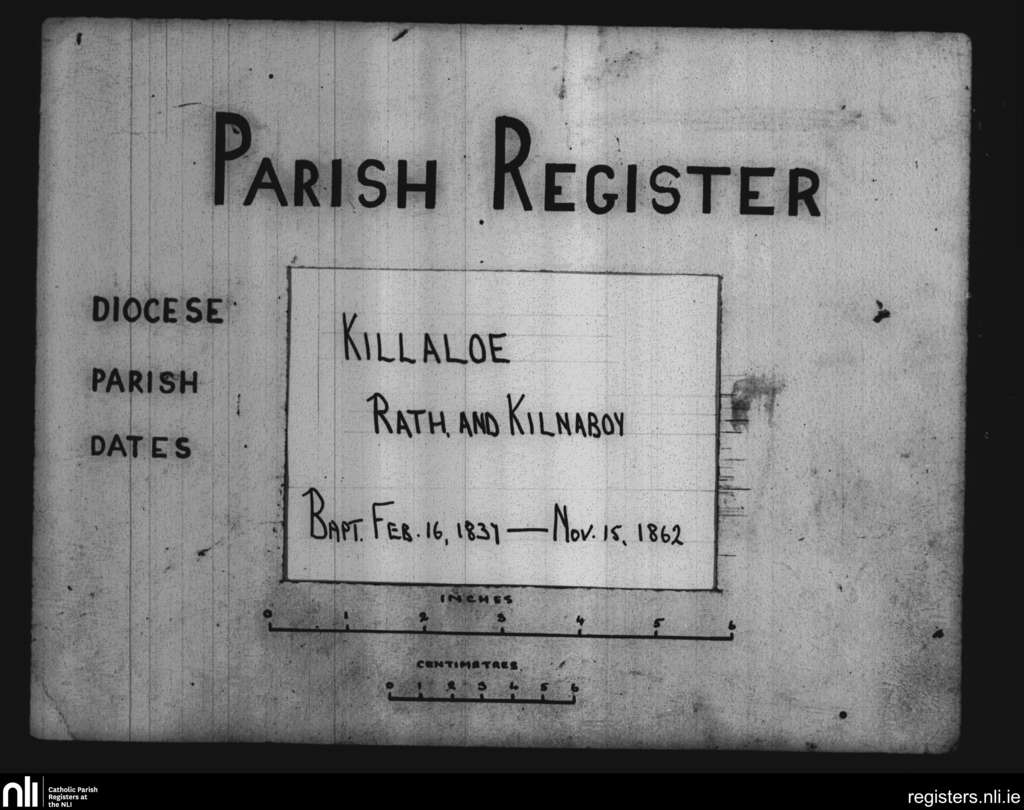 PARISH REGISTER
DIOCESE
KILLALOE
PARISH
RATH, AND KILNABOY
DATES
BAPT. FEB. 16, 1837 — NOV. 15, 1862
INCHES
0 1 2 3 4 5 6
CENTIMETRES
0 1 2 3 4 5 6
nli
Catholic Parish
Registers at
the NLI
registers.nli.ie